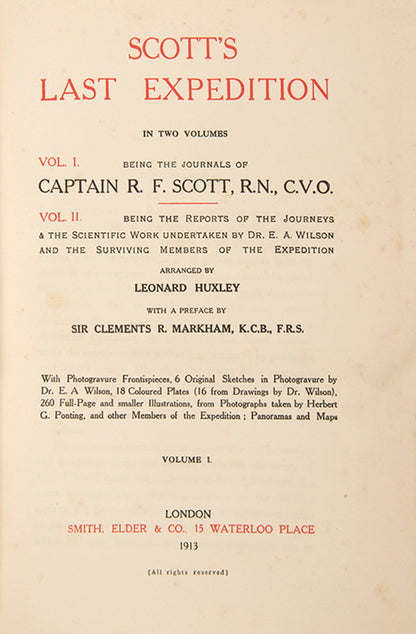 SCOTT'S
LAST EXPEDITION
IN TWO VOLUMES
VOL. I. BEING THE JOURNALS OF
CAPTAIN R. F. SCOTT, R.N., C.V.O.
VOL. II. BEING THE REPORTS OF THE JOURNEYS
& THE SCIENTIFIC WORK UNDERTAKEN BY DR. E. A. WILSON
AND THE SURVIVING MEMBERS OF THE EXPEDITION
ARRANGED BY
LEONARD HUXLEY
WITH A PREFACE BY
SIR CLEMENTS R. MARKHAM, K.C.B., F.R.S.
With Photogravure Frontispieces, 6 Original Sketches in Photogravure by
Dr. E. A Wilson, 18 Coloured Plates (16 from Drawings by Dr. Wilson),
260 Full-Page and smaller Illustrations, from Photographs taken by Herbert
G. Ponting, and other Members of the Expedition; Panoramas and Maps
VOLUME I.
LONDON
SMITH, ELDER & CO., 15 WATERLOO PLACE
1913
[All rights reserved]